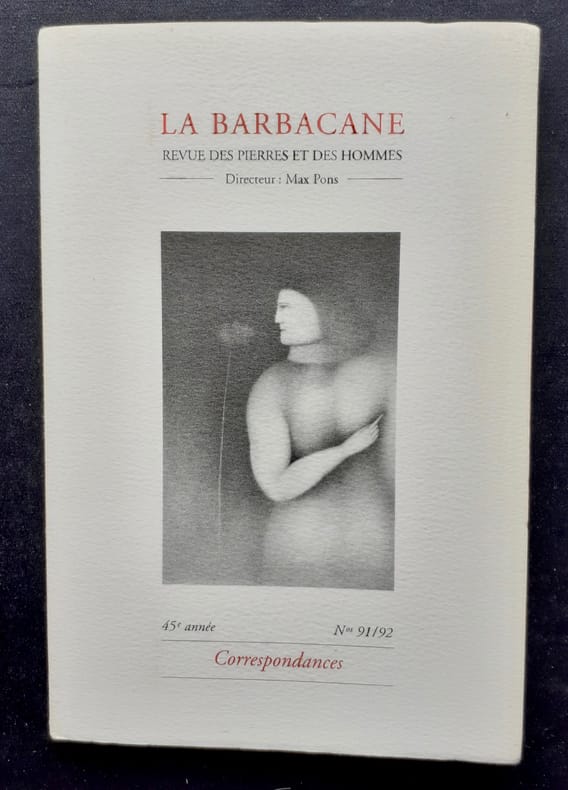 LA BARBACANE
REVUE DES PIERRES ET DES HOMMES
Directeur : Max Pons
45e année Nos 91/92
Correspondances